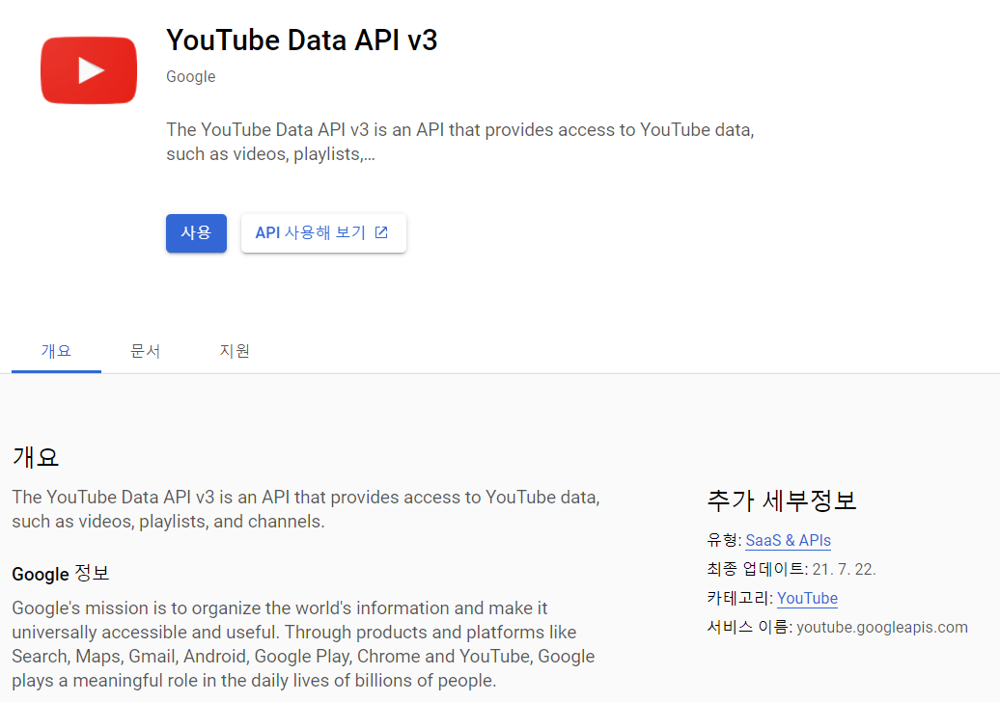 YouTube Data API v3
Google
The YouTube Data API v3 is an API that provides access to YouTube data,
such as videos, playlists,...
사용
API 사용해 보기
개요
문서
지원
개요
The YouTube Data API v3 is an API that provides access to YouTube data,
such as videos, playlists, and channels.
Google 정보
Google's mission is to organize the world's information and make it
universally accessible and useful. Through products and platforms like
Search, Maps, Gmail, Android, Google Play, Chrome and YouTube, Google
plays a meaningful role in the daily lives of billions of people.
추가 세부정보
유형: SaaS & APIs
최종 업데이트: 21. 7. 22.
카테고리: YouTube
서비스 이름: youtube.googleapis.com